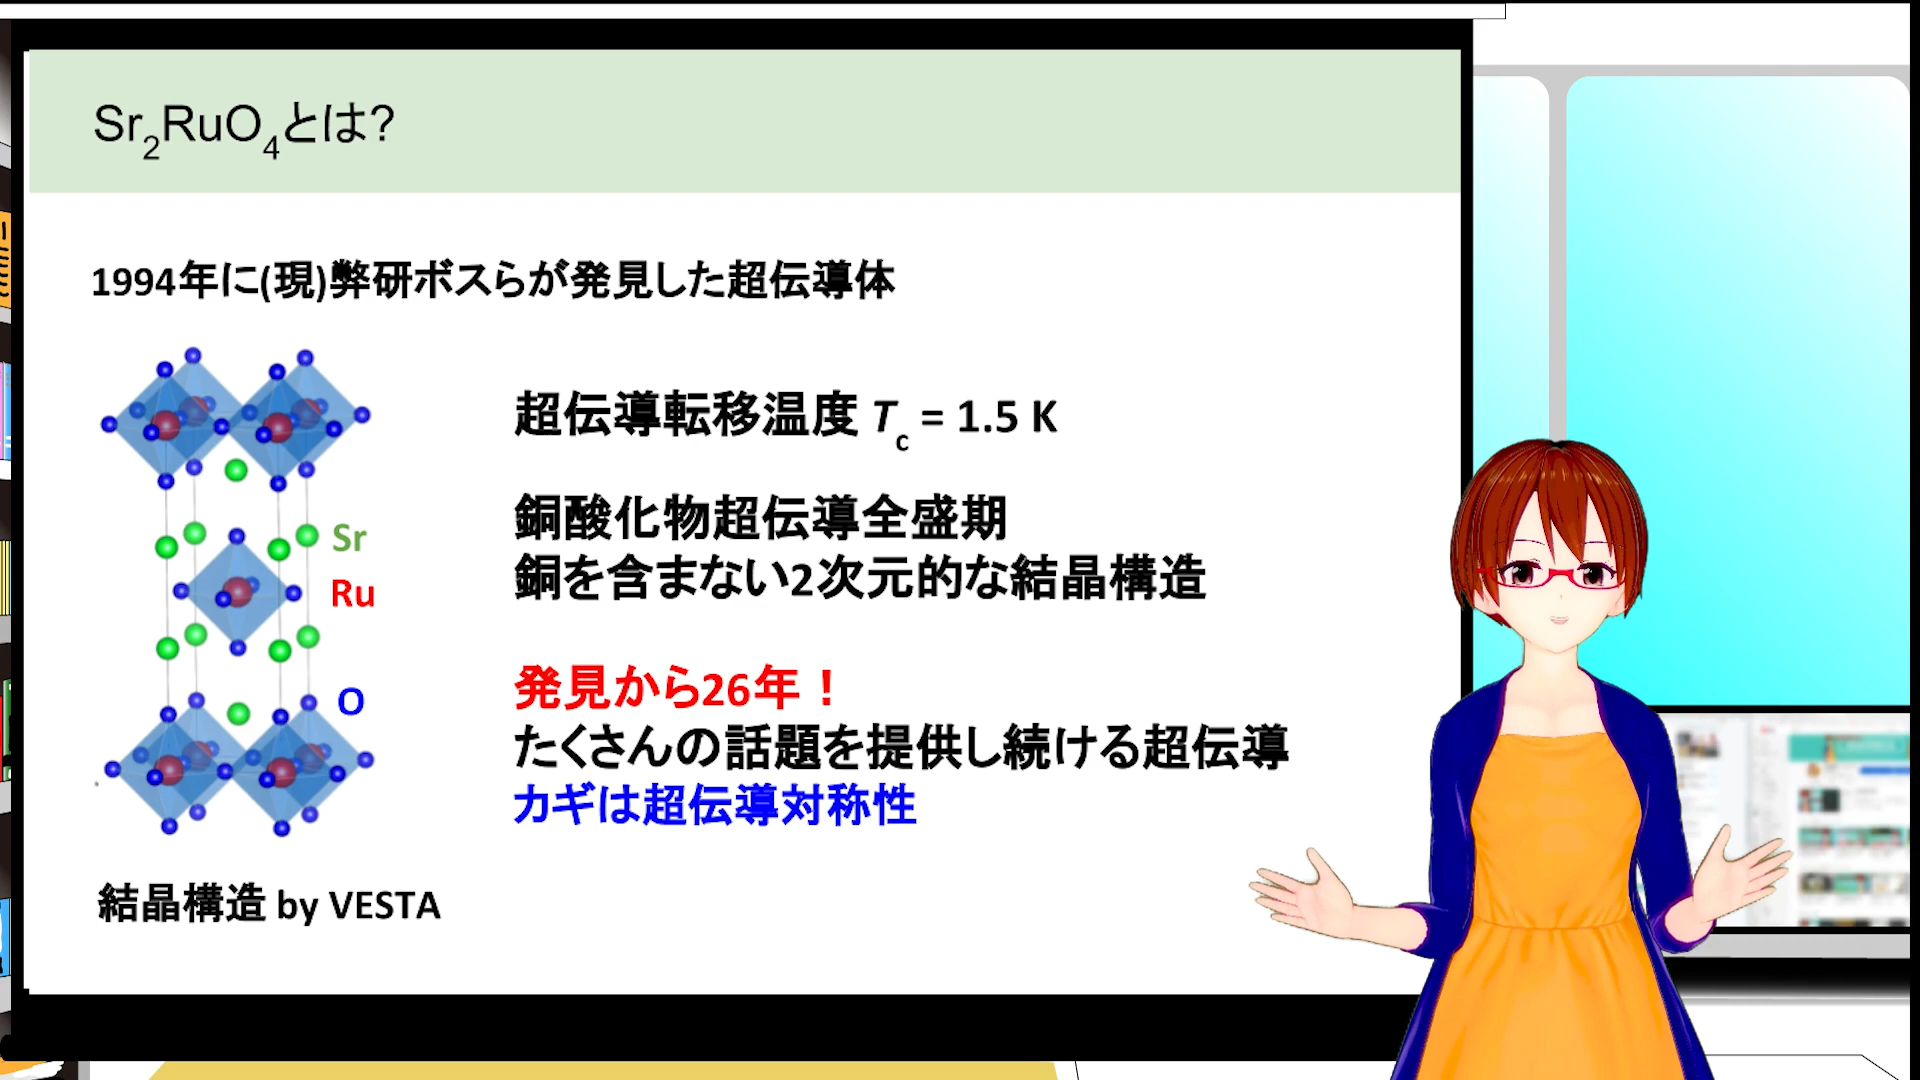 Sr₂RuO₄とは?
1994年に(現)弊研ボスらが発見した超伝導体
超伝導転移温度 Tc = 1.5 K
銅酸化物超伝導全盛期
銅を含まない2次元的な結晶構造
Sr
Ru
O
発見から26年！
たくさんの話題を提供し続ける超伝導
カギは超伝導対称性
結晶構造 by VESTA